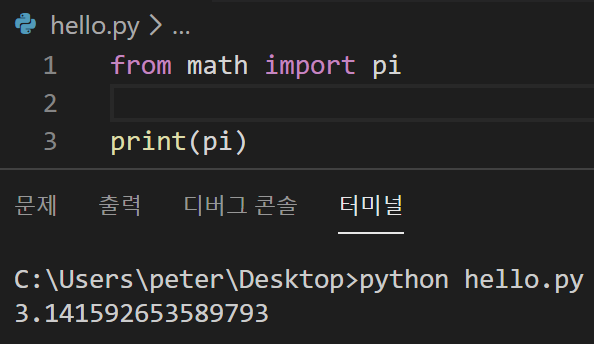 hello.py > ...
1 from math import pi
2
3 print(pi)
문제 출력 디버그 콘솔 터미널
C:\Users\peter\Desktop>python hello.py
3.141592653589793